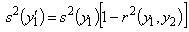 s²(y₁′) = s²(y₁)[1 − r²(y₁, y₂)]